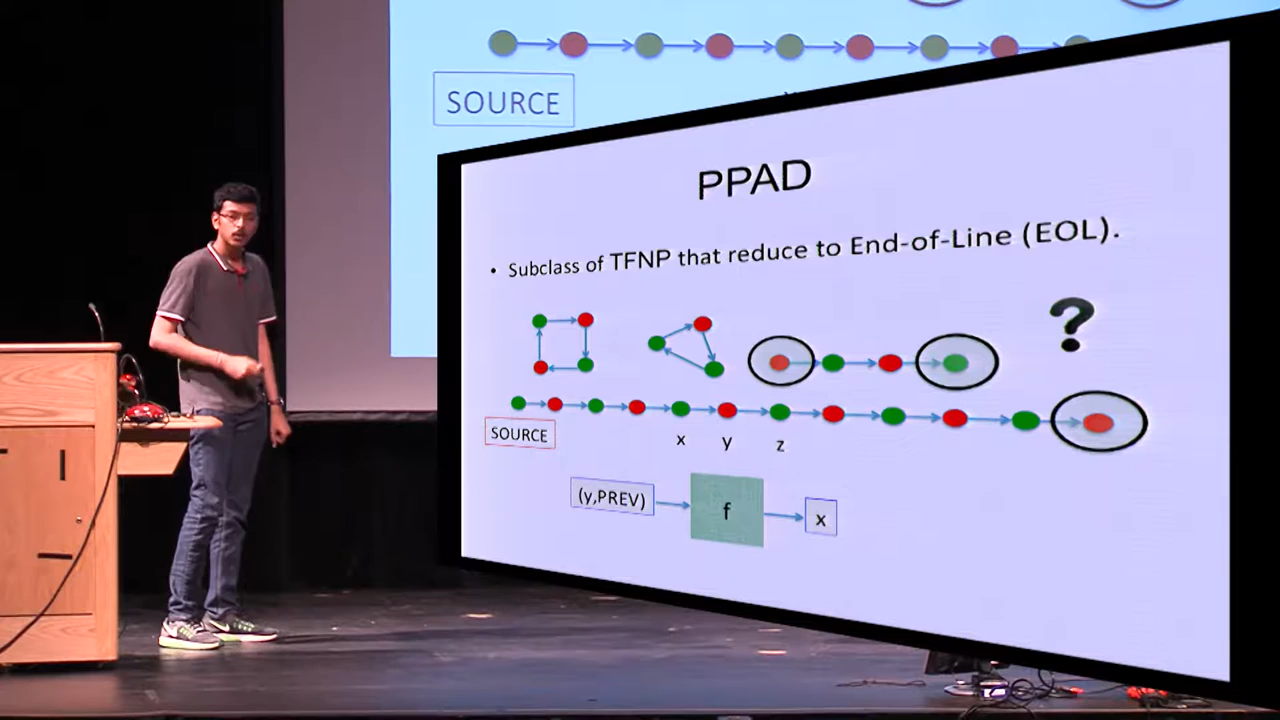 SOURCE
PPAD
• Subclass of TFNP that reduce to End-of-Line (EOL).
?
SOURCE
x y z
(y,PREV) f x